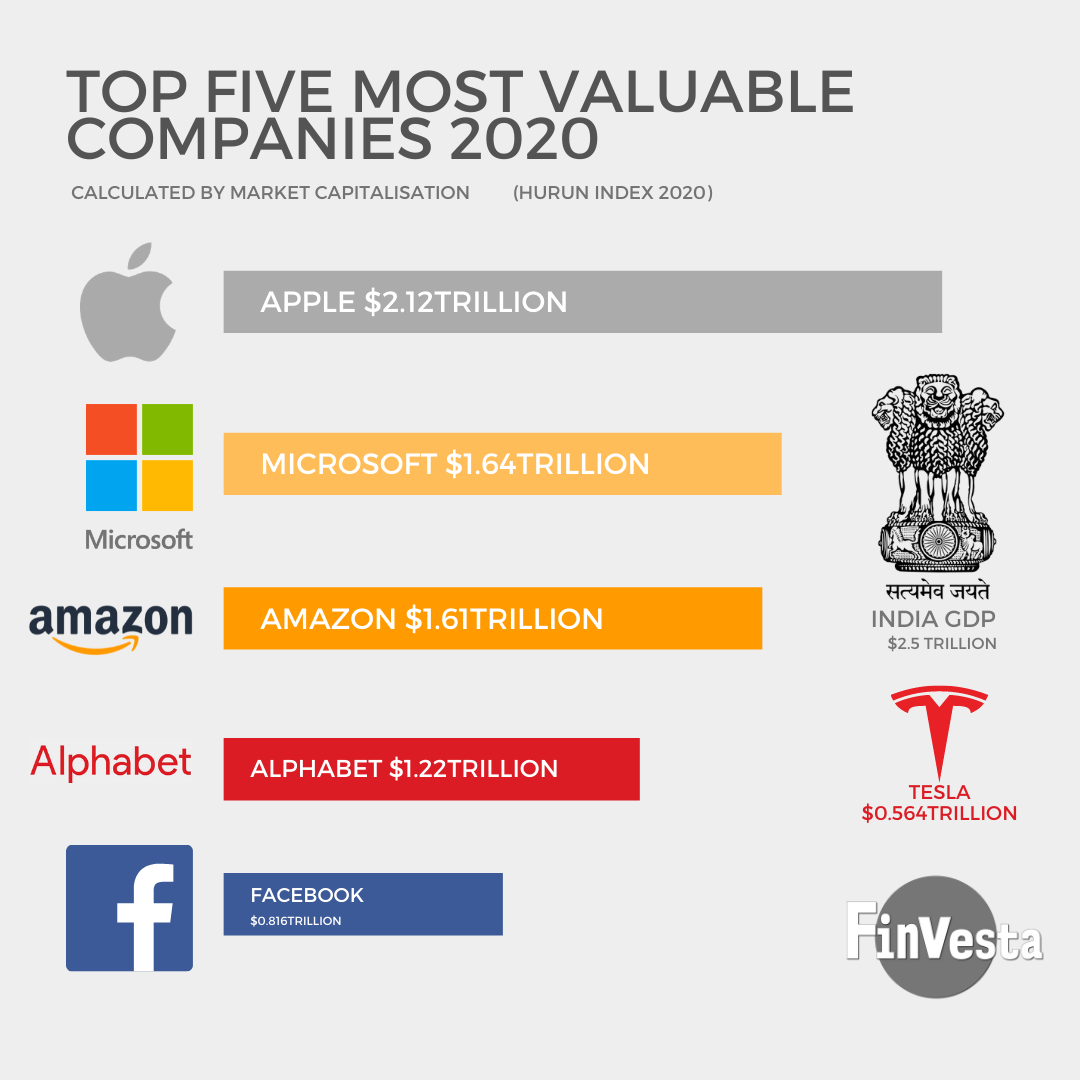 TOP FIVE MOST VALUABLE
COMPANIES 2020
CALCULATED BY MARKET CAPITALISATION (HURUN INDEX 2020)
APPLE $2.12TRILLION
MICROSOFT $1.64TRILLION
Microsoft
सत्यमेव जयते
INDIA GDP
$2.5 TRILLION
amazon
AMAZON $1.61TRILLION
Alphabet
ALPHABET $1.22TRILLION
TESLA
$0.564TRILLION
f
FACEBOOK
$0.816TRILLION
FinVesta